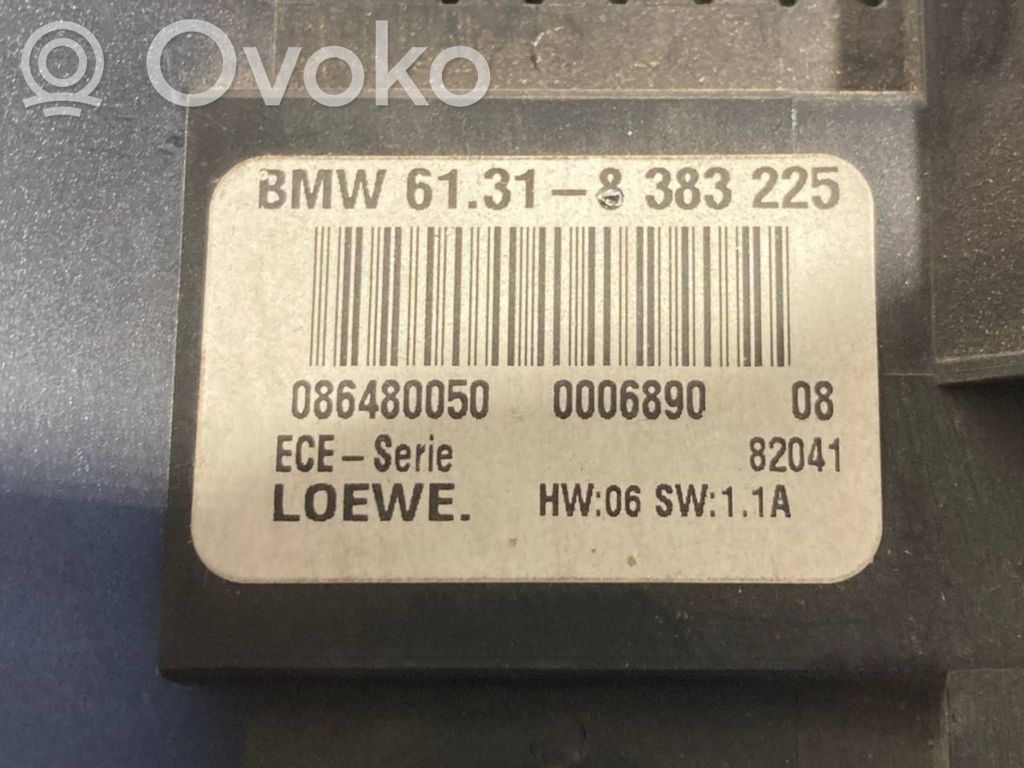 Ovoko
BMW 61.31-8 383 225
086480050 0006890 08
ECE-Serie 82041
LOEWE. HW:06 SW:1.1A